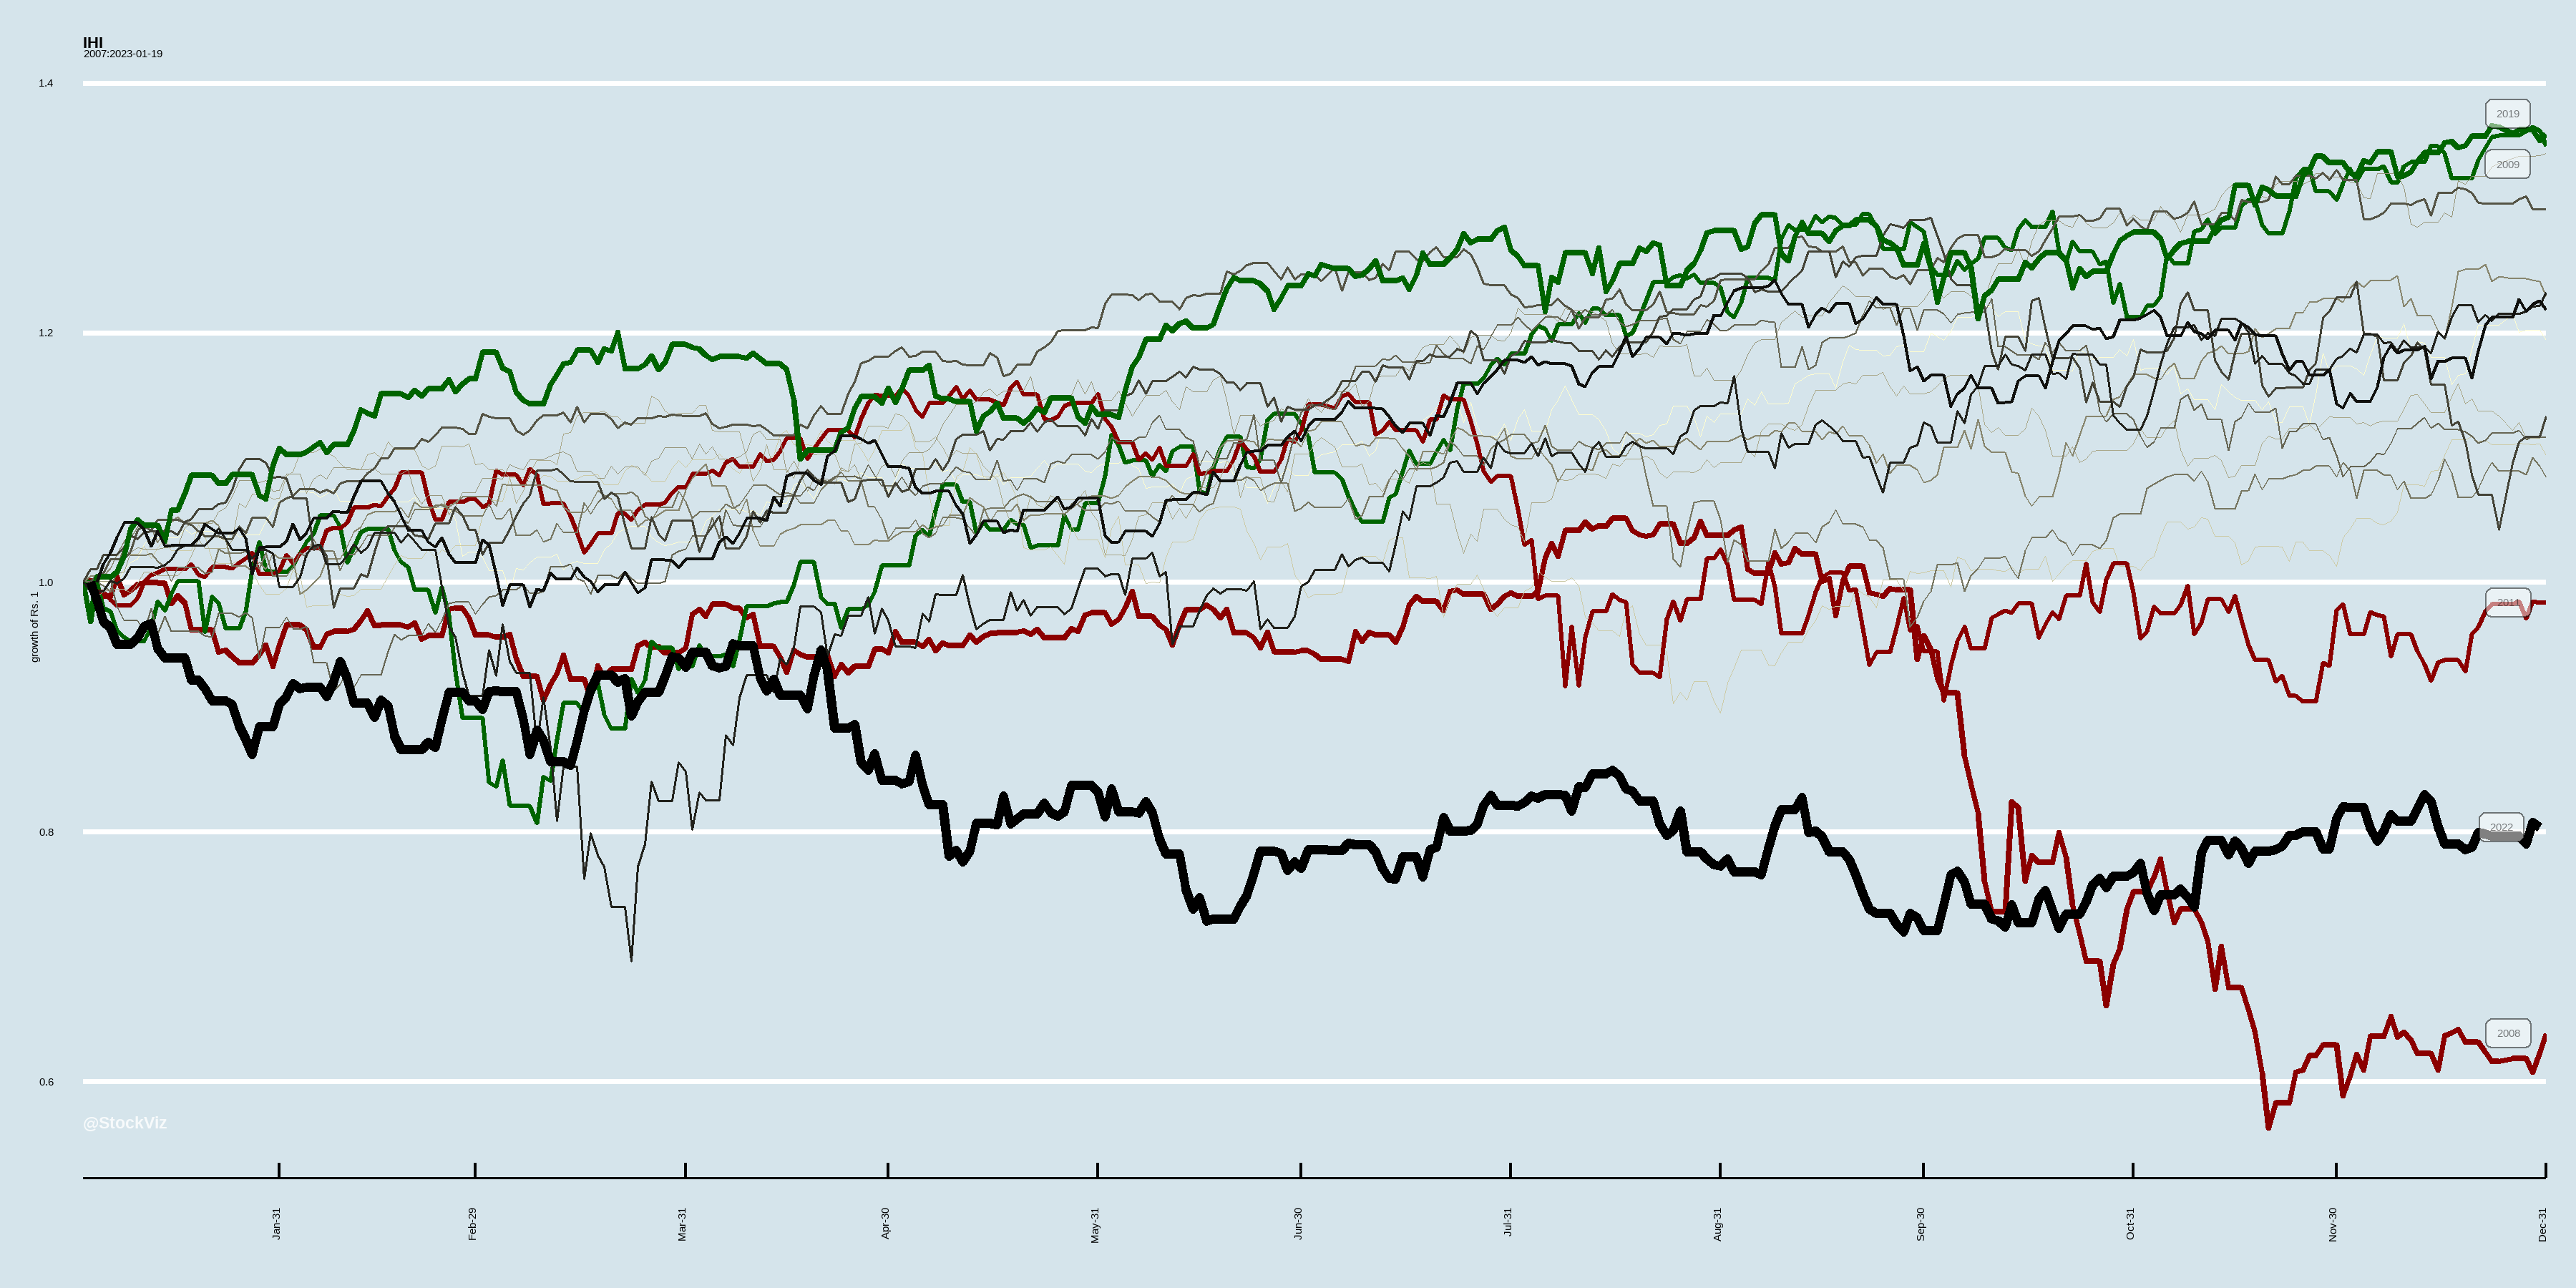 IHI
2007:2023-01-19
1.4
1.2
1.0
0.8
0.6
growth of Rs. 1
2019
2009
2011
2022
2008
@StockViz
Jan-31
Feb-29
Mar-31
Apr-30
May-31
Jun-30
Jul-31
Aug-31
Sep-30
Oct-31
Nov-30
Dec-31